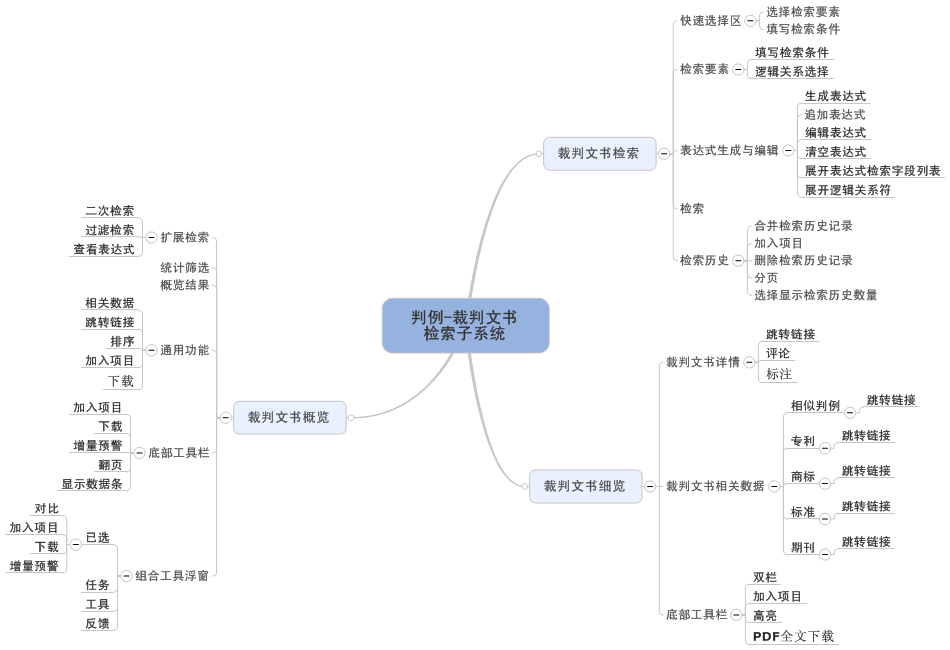 判例–裁判文书
检索子系统
裁判文书检索
快速选择区
选择检索要素
填写检索条件
检索要素
填写检索条件
逻辑关系选择
表达式生成与编辑
生成表达式
追加表达式
编辑表达式
清空表达式
展开表达式检索字段列表
展开逻辑关系符
检索
检索历史
合并检索历史记录
加入项目
删除检索历史记录
分页
选择显示检索历史数量
裁判文书细览
裁判文书详情
跳转链接
评论
标注
裁判文书相关数据
相似判例
跳转链接
专利
跳转链接
商标
跳转链接
标准
跳转链接
期刊
跳转链接
底部工具栏
双栏
加入项目
高亮
PDF全文下载
裁判文书概览
扩展检索
二次检索
过滤检索
查看表达式
统计筛选
概览结果
通用功能
相关数据
跳转链接
排序
加入项目
下载
底部工具栏
加入项目
下载
增量预警
翻页
显示数据条
组合工具浮窗
已选
对比
加入项目
下载
增量预警
任务
工具
反馈